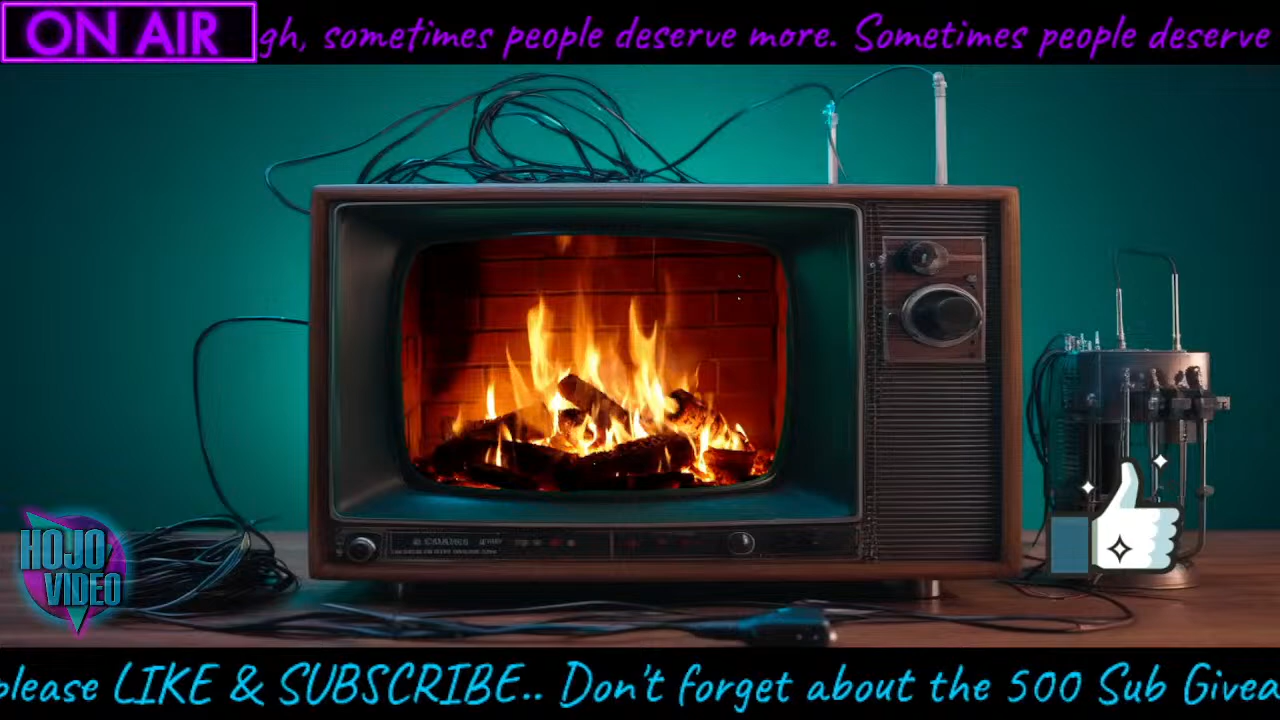 ON AIR gh, sometimes people deserve more. Sometimes people deserve
HOJO
VIDEO
please LIKE & SUBSCRIBE.. Don't forget about the 500 Sub Givea